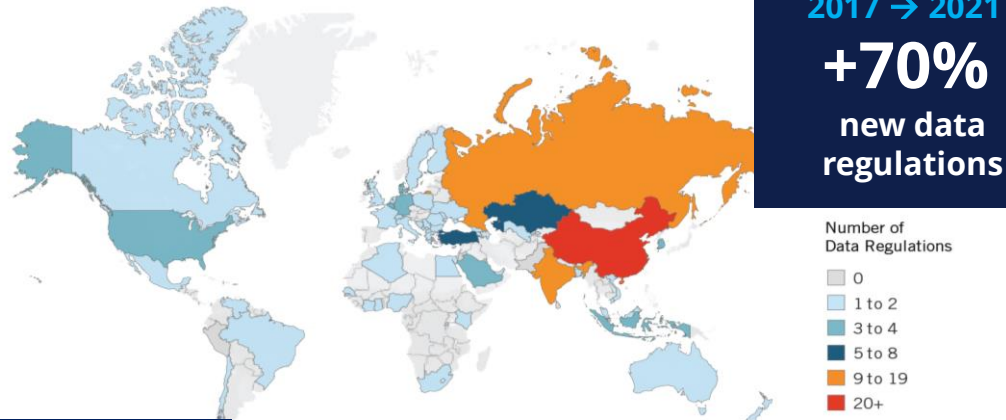 2017 → 2021
+70%
new data
regulations
Number of
Data Regulations
0
1 to 2
3 to 4
5 to 8
9 to 19
20+